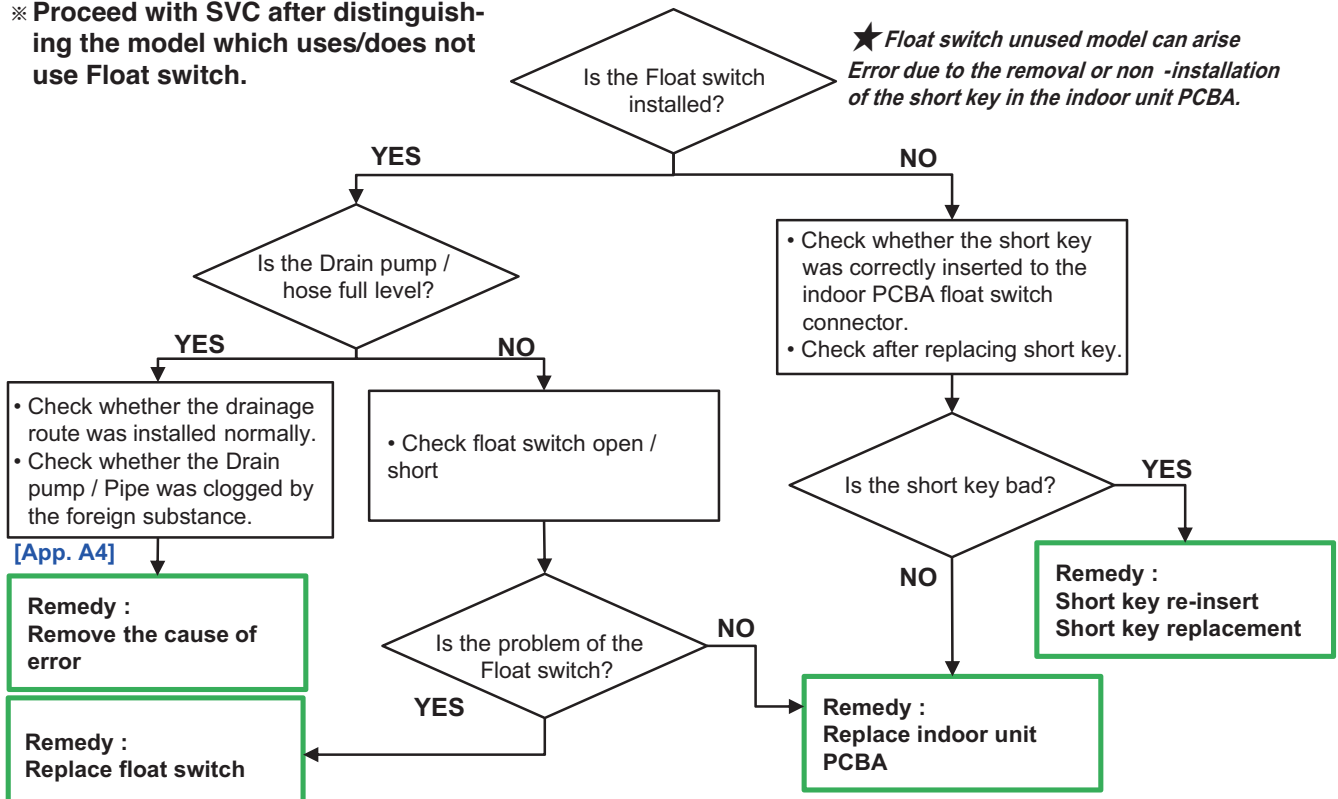 ※ Proceed with SVC after distinguish-
ing the model which uses/does not
use Float switch.
Is the Float switch
installed?
★ Float switch unused model can arise
Error due to the removal or non -installation
of the short key in the indoor unit PCBA.
YES
NO
Is the Drain pump /
hose full level?
• Check whether the short key
was correctly inserted to the
indoor PCBA float switch
connector.
• Check after replacing short key.
YES
NO
• Check whether the drainage
route was installed normally.
• Check whether the Drain
pump / Pipe was clogged by
the foreign substance.
• Check float switch open /
short
Is the short key bad?
YES
NO
[App. A4]
Remedy :
Remove the cause of
error
Is the problem of the
Float switch?
NO
YES
Remedy :
Short key re-insert
Short key replacement
Remedy :
Replace float switch
Remedy :
Replace indoor unit
PCBA